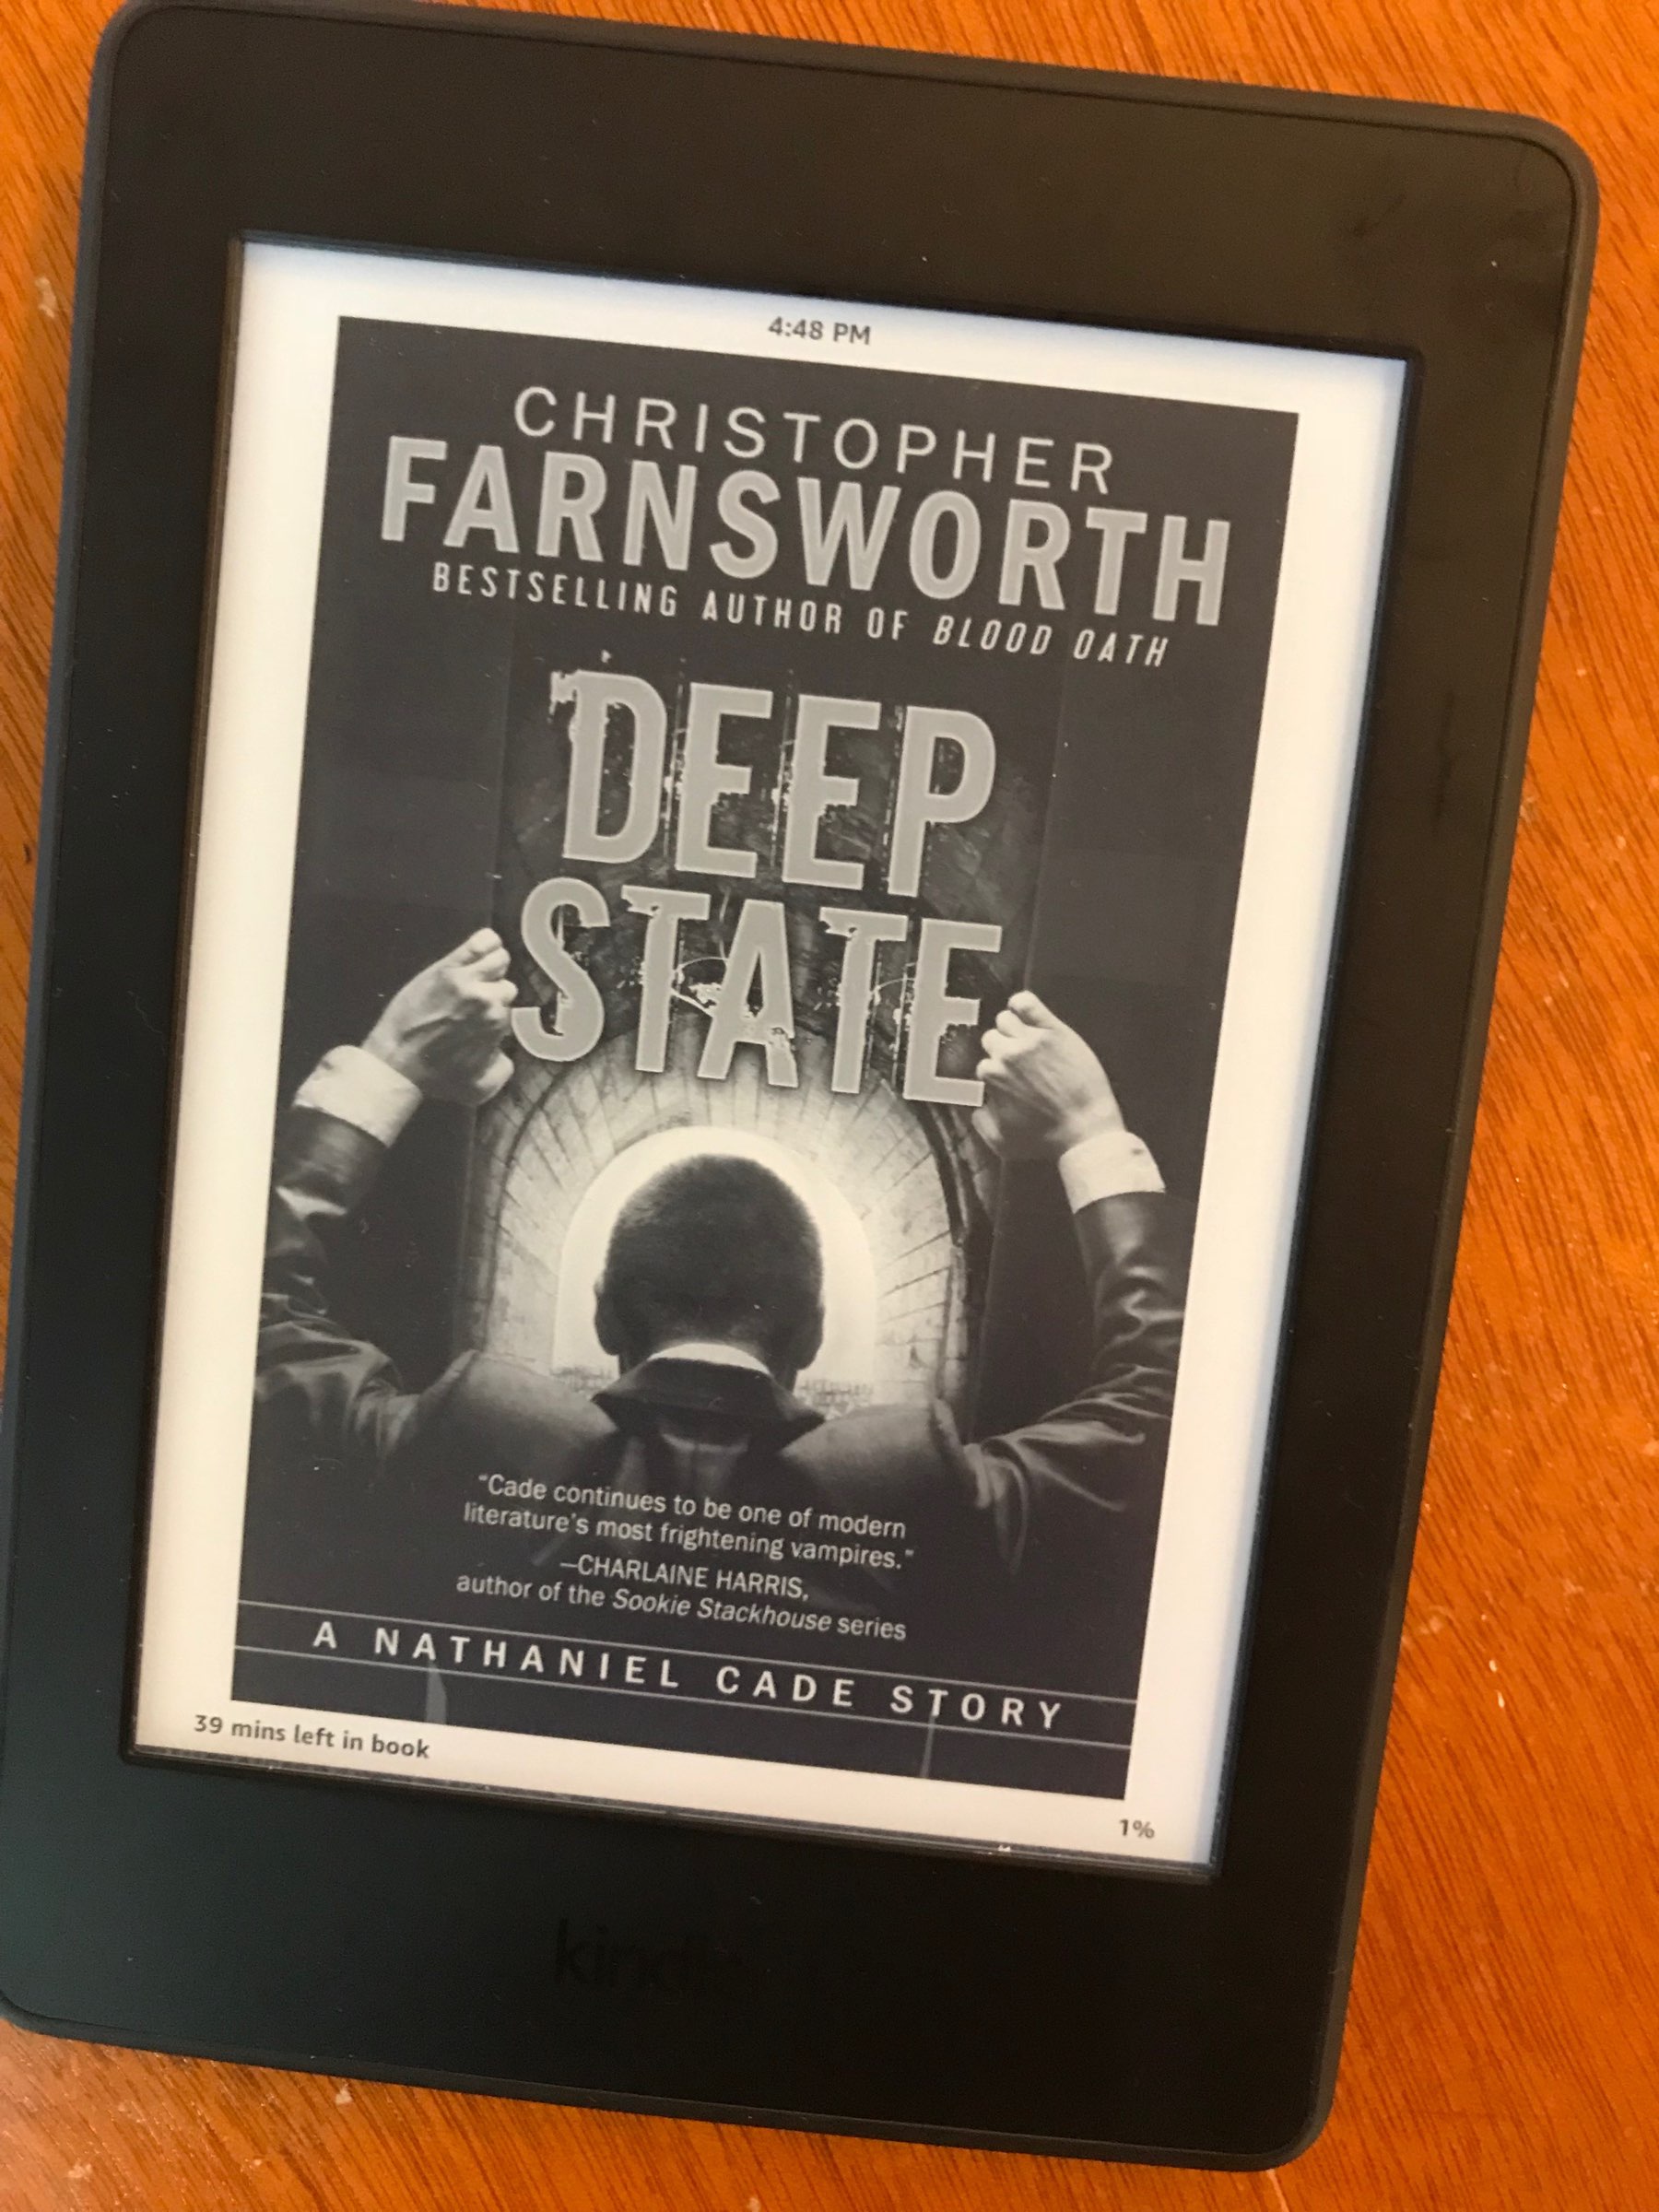 4:48 PM
CHRISTOPHER
FARNSWORTH
BESTSELLING AUTHOR OF BLOOD OATH
DEEP
STATE
"Cade continues to be one of modern
literature's most frightening vampires."
—CHARLAINE HARRIS,
author of the Sookie Stackhouse series
A NATHANIEL CADE STORY
39 mins left in book
1%
kindle